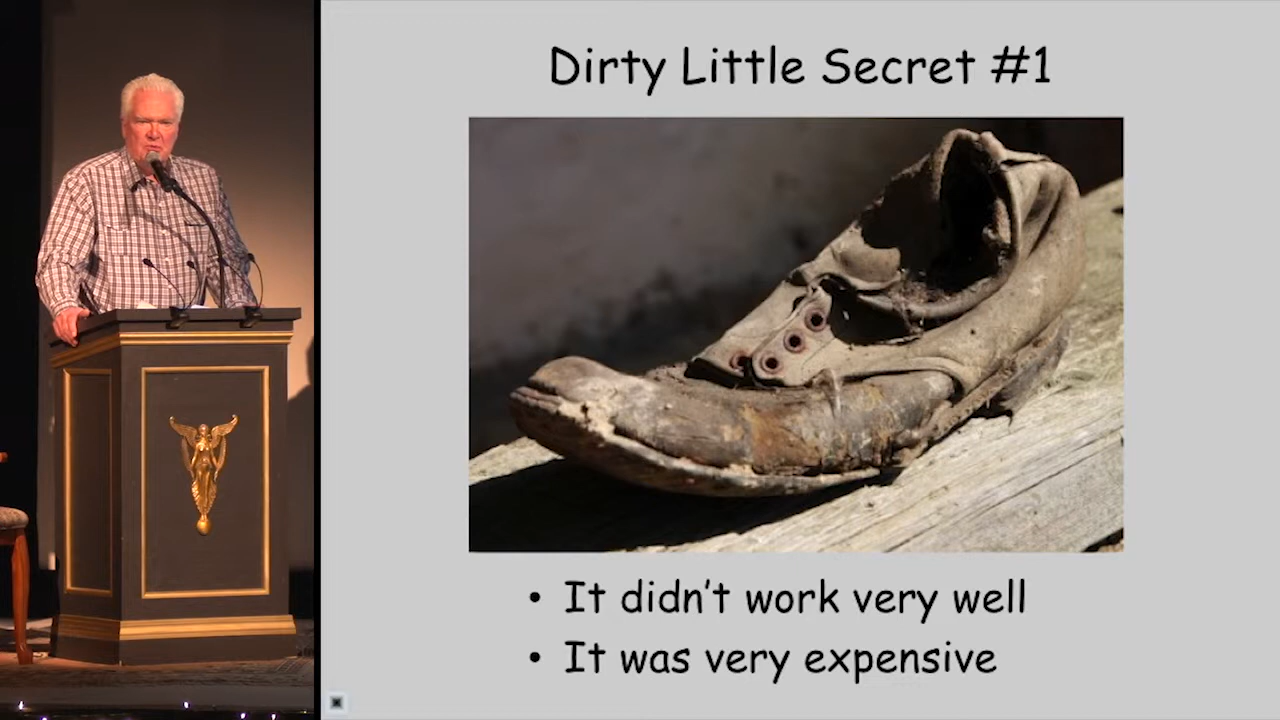 Dirty Little Secret #1
• It didn't work very well
• It was very expensive